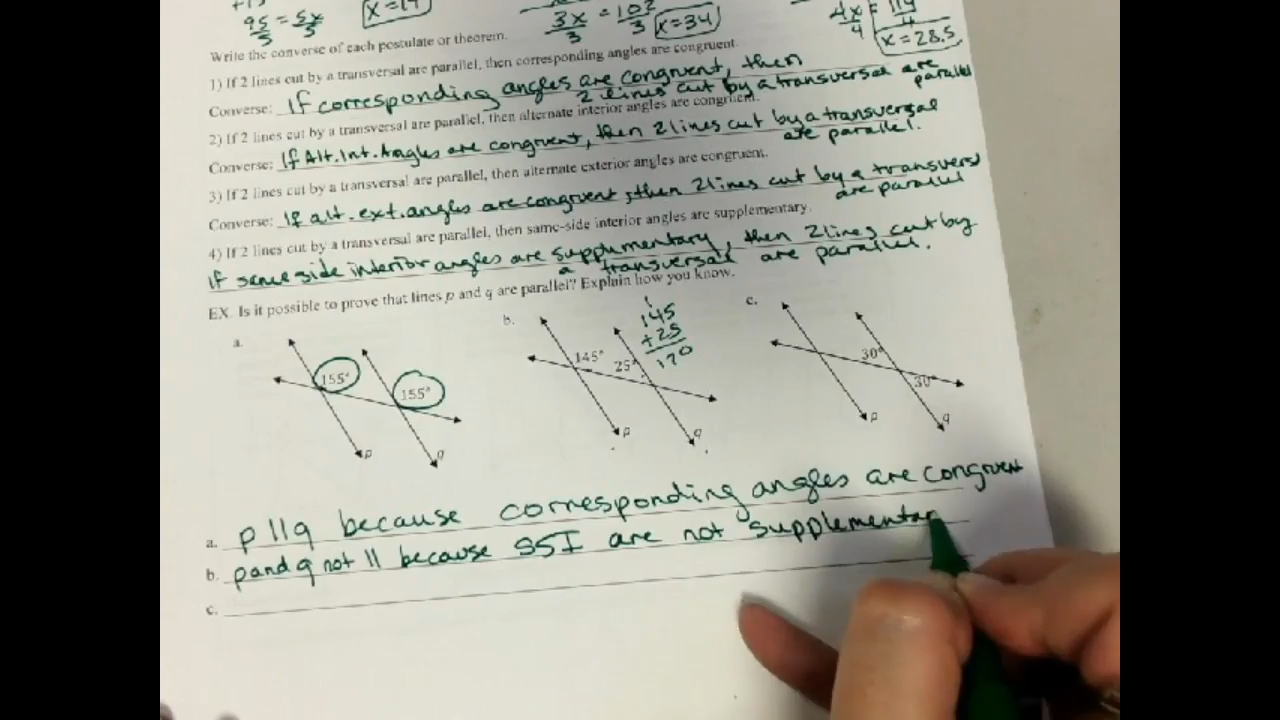 95 = 5x
5 5
3x = 102
3 3
x=34
4x = 114
4 4
x=28.5
Write the converse of each postulate or theorem.
1) If 2 lines cut by a transversal are parallel, then corresponding angles are congruent.
Converse: If corresponding angles are congruent, then
2 lines cut by a transversal are
parallel
2) If 2 lines cut by a transversal are parallel, then alternate interior angles are congruent.
Converse: If Alt. Int. Angles are congruent, then 2 lines cut by a transversal
are parallel.
3) If 2 lines cut by a transversal are parallel, then alternate exterior angles are congruent.
Converse: If alt. ext. angles are congruent, then 2 lines cut by a transversal
are parallel
4) If 2 lines cut by a transversal are parallel, then same-side interior angles are supplementary.
If same side interior angles are supplumentary, then 2 lines cut by
a transversal are parallel.
EX. Is it possible to prove that lines p and q are parallel? Explain how you know.
a.
155°
155°
p
q
b.
145°
25°
1
145
+25
170
p
q
c.
30°
30°
p
q
a. p||q because corresponding angles are congruent
b. p and q not || because SSI are not supplementar
c.